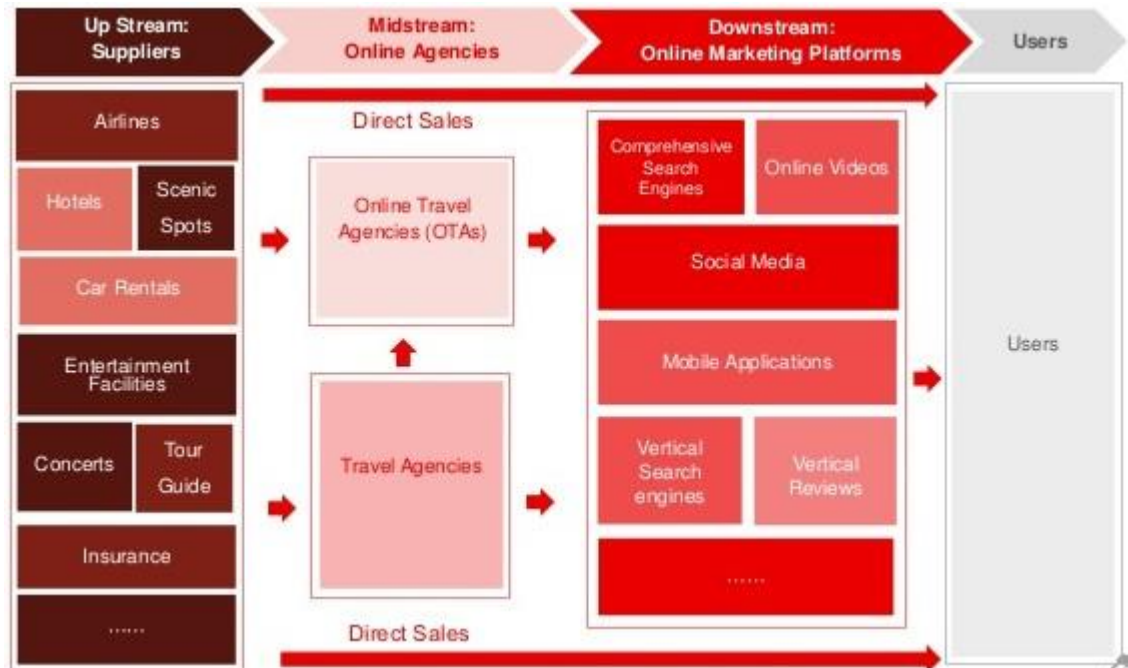 Up Stream:
Suppliers
Midstream:
Online Agencies
Downstream:
Online Marketing Platforms
Users
Airlines
Hotels
Scenic
Spots
Car Rentals
Entertainment
Facilities
Concerts
Tour
Guide
Insurance
......
Direct Sales
Online Travel
Agencies (OTAs)
Travel Agencies
Direct Sales
Comprehensive
Search
Engines
Online Videos
Social Media
Mobile Applications
Vertical
Search
engines
Vertical
Reviews
......
Users